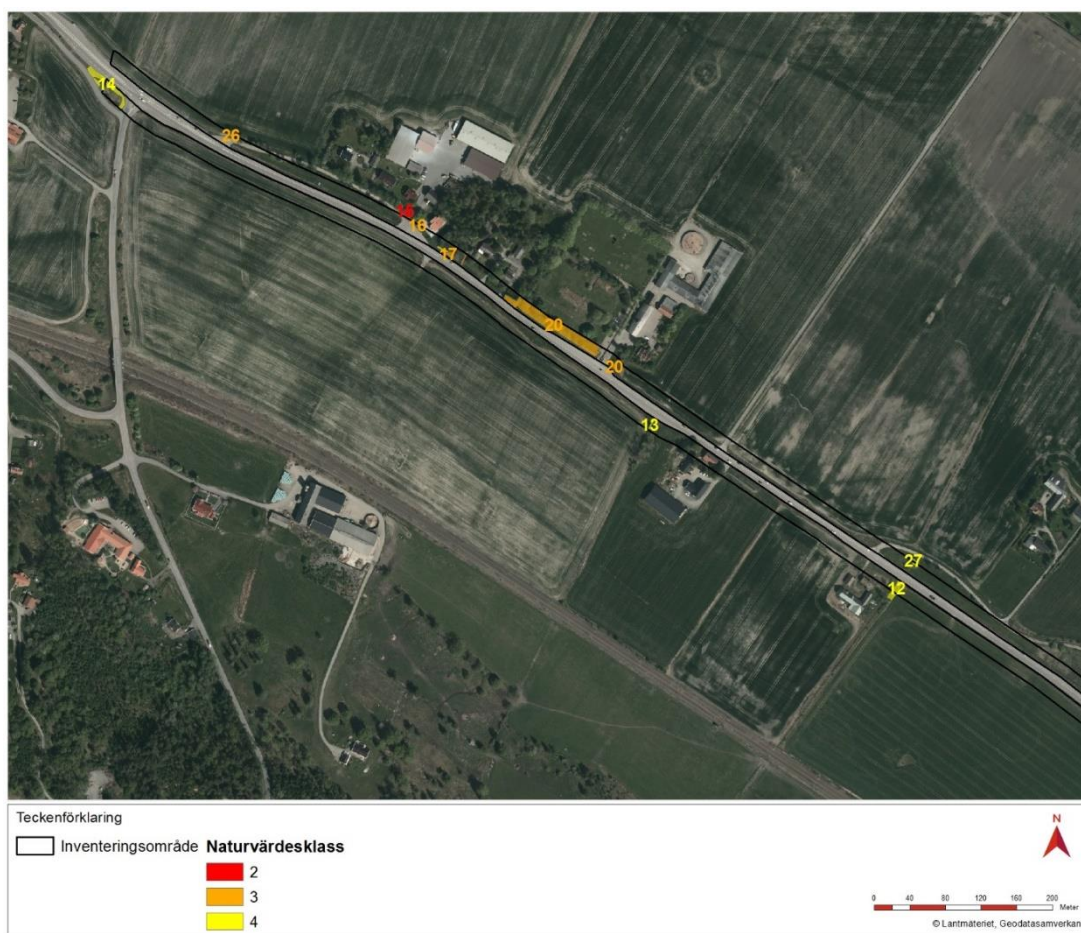 14
26
16
17
20
20
13
27
12
Teckenförklaring
Inventeringsområde
Naturvärdesklass
2
3
4
N
0 40 80 120 160 200
Meter
© Lantmäteriet, Geodatasamverkan